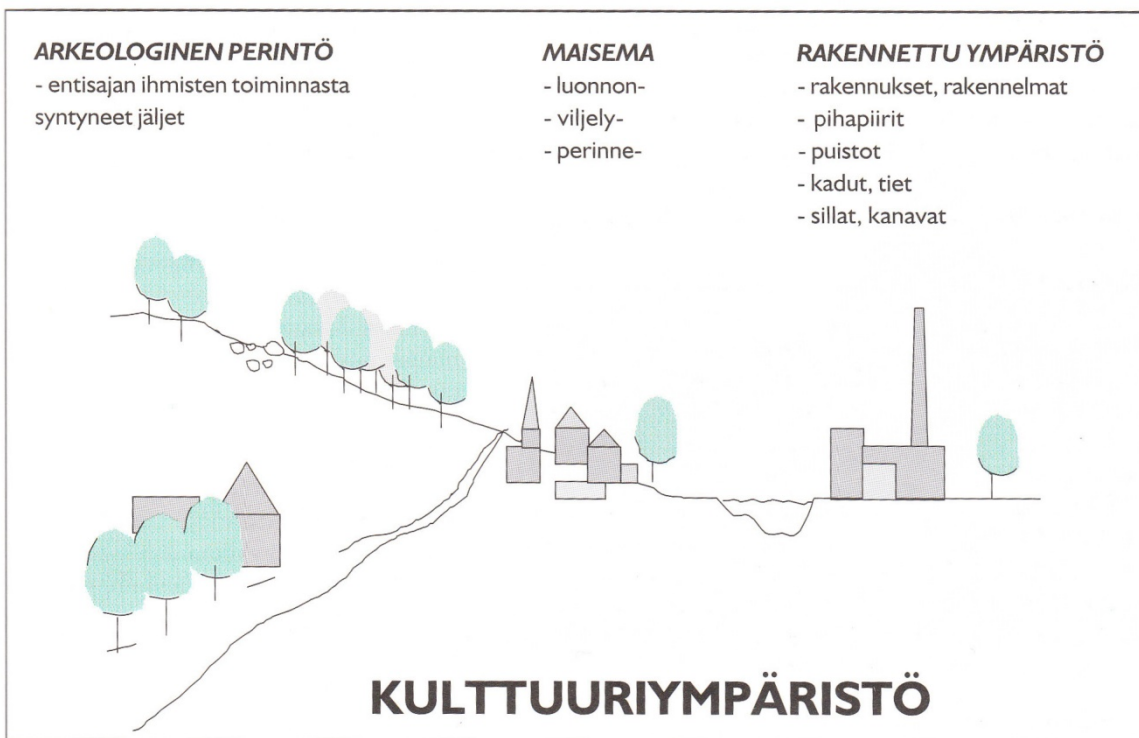 ARKEOLOGINEN PERINTÖ
- entisajan ihmisten toiminnasta
syntyneet jäljet
MAISEMA
- luonnon-
- viljely-
- perinne-
RAKENNETTU YMPÄRISTÖ
- rakennukset, rakennelmat
- pihapiirit
- puistot
- kadut, tiet
- sillat, kanavat
KULTTUURIYMPÄRISTÖ